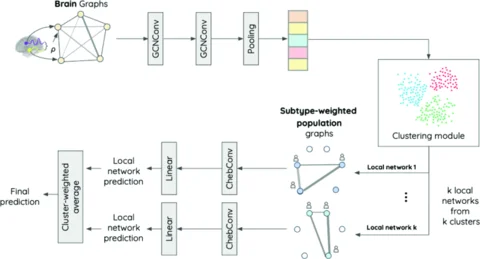 Brain Graphs
ρ
GCNConv
GCNConv
Pooling
Clustering module
Subtype-weighted
population
graphs
Local network 1
ChebConv
Linear
Local
network
prediction
k local
networks
from
k clusters
Cluster-weighted
average
Final
prediction
Local network k
ChebConv
Linear
Local
network
prediction